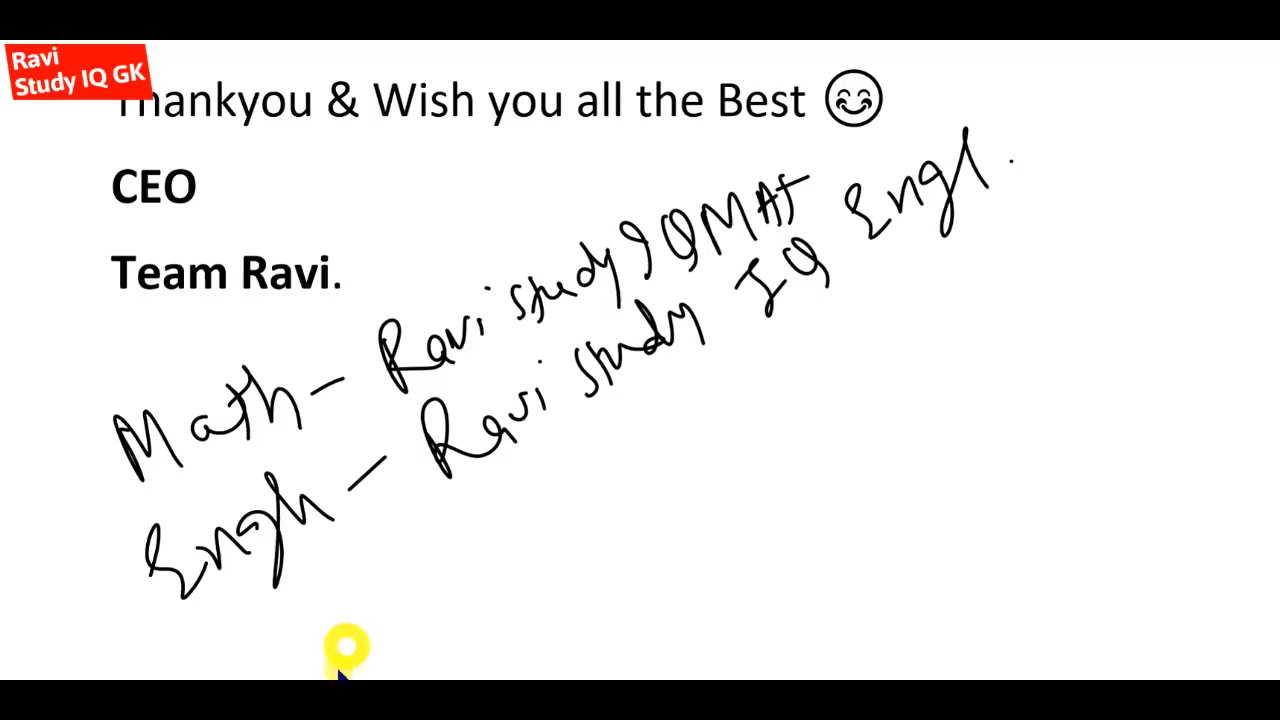 Ravi
Study IQ GK
Thankyou & Wish you all the Best
CEO
Team Ravi.
Math - Ravi study IQ MAT
Engh - Ravi study IQ Engl.